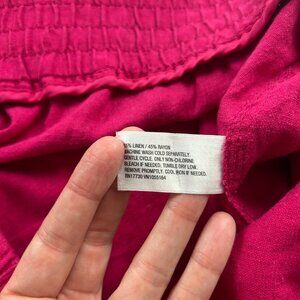 55% LINEN / 45% RAYON
MACHINE WASH COLD SEPARATELY.
GENTLE CYCLE. ONLY NON-CHLORINE
BLEACH IF NEEDED. TUMBLE DRY LOW.
REMOVE PROMPTLY. COOL IRON IF NEEDED.